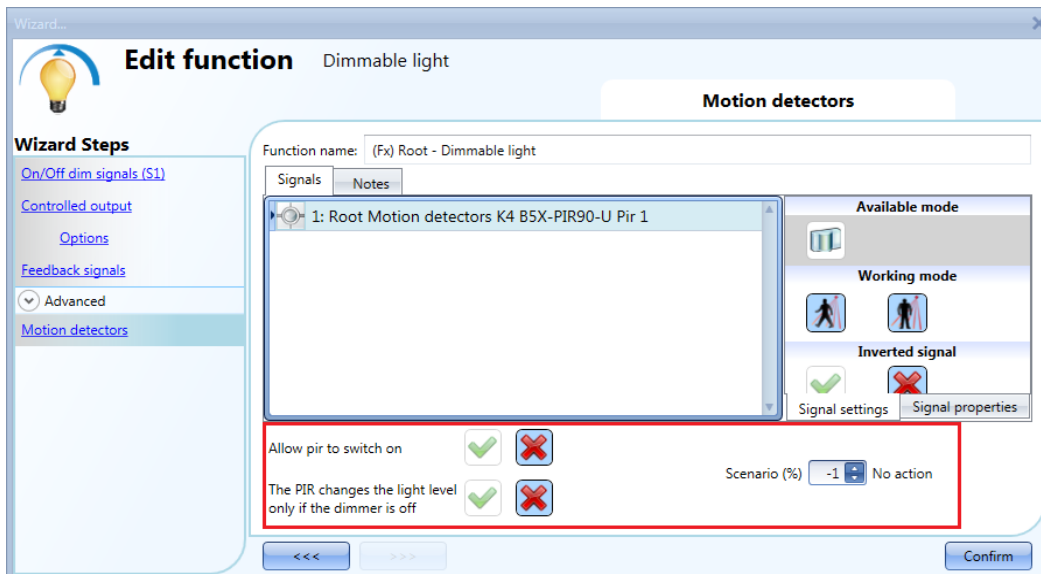 Wizard...
Edit function Dimmable light
Motion detectors
Wizard Steps
On/Off dim signals (S1)
Controlled output
Options
Feedback signals
Advanced
Motion detectors
Function name: (Fx) Root - Dimmable light
Signals Notes
1: Root Motion detectors K4 B5X-PIR90-U Pir 1
Available mode
Working mode
Inverted signal
Signal settings Signal properties
Allow pir to switch on
Scenario (%) -1 No action
The PIR changes the light level
only if the dimmer is off
<<< >>> Confirm